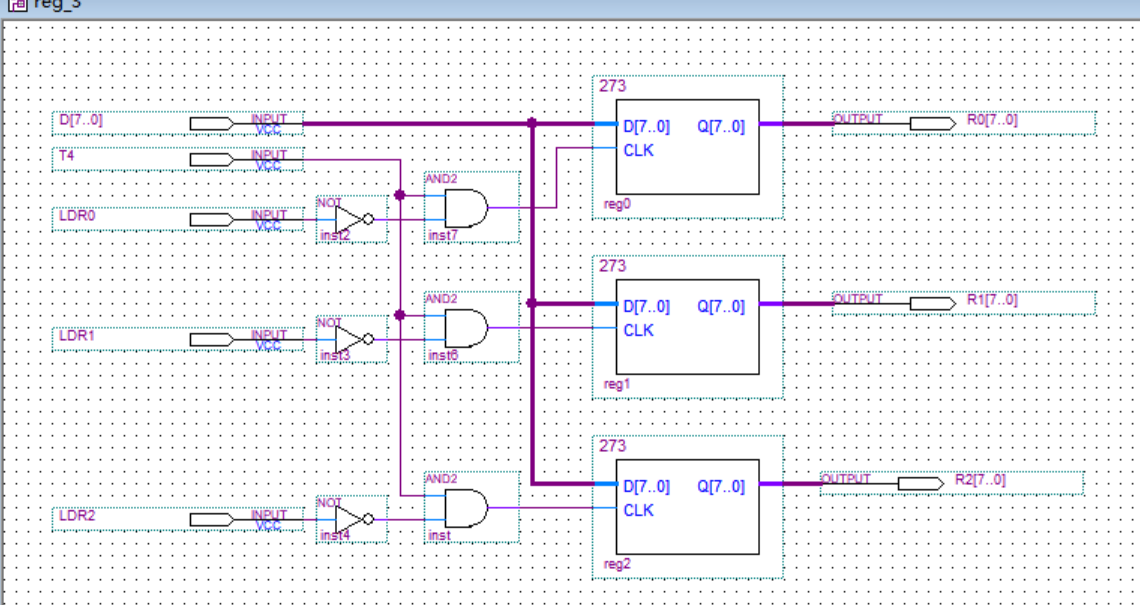 reg_3
273
D[7..0] INPUT VCC
D[7..0] Q[7..0]
OUTPUT R0[7..0]
T4 INPUT VCC
CLK
AND2
LDR0 INPUT VCC
NOT
inst2
inst7
reg0
273
D[7..0] Q[7..0]
OUTPUT R1[7..0]
AND2
CLK
LDR1 INPUT VCC
NOT
inst3
inst6
reg1
273
D[7..0] Q[7..0]
OUTPUT R2[7..0]
AND2
CLK
LDR2 INPUT VCC
NOT
inst4
inst
reg2